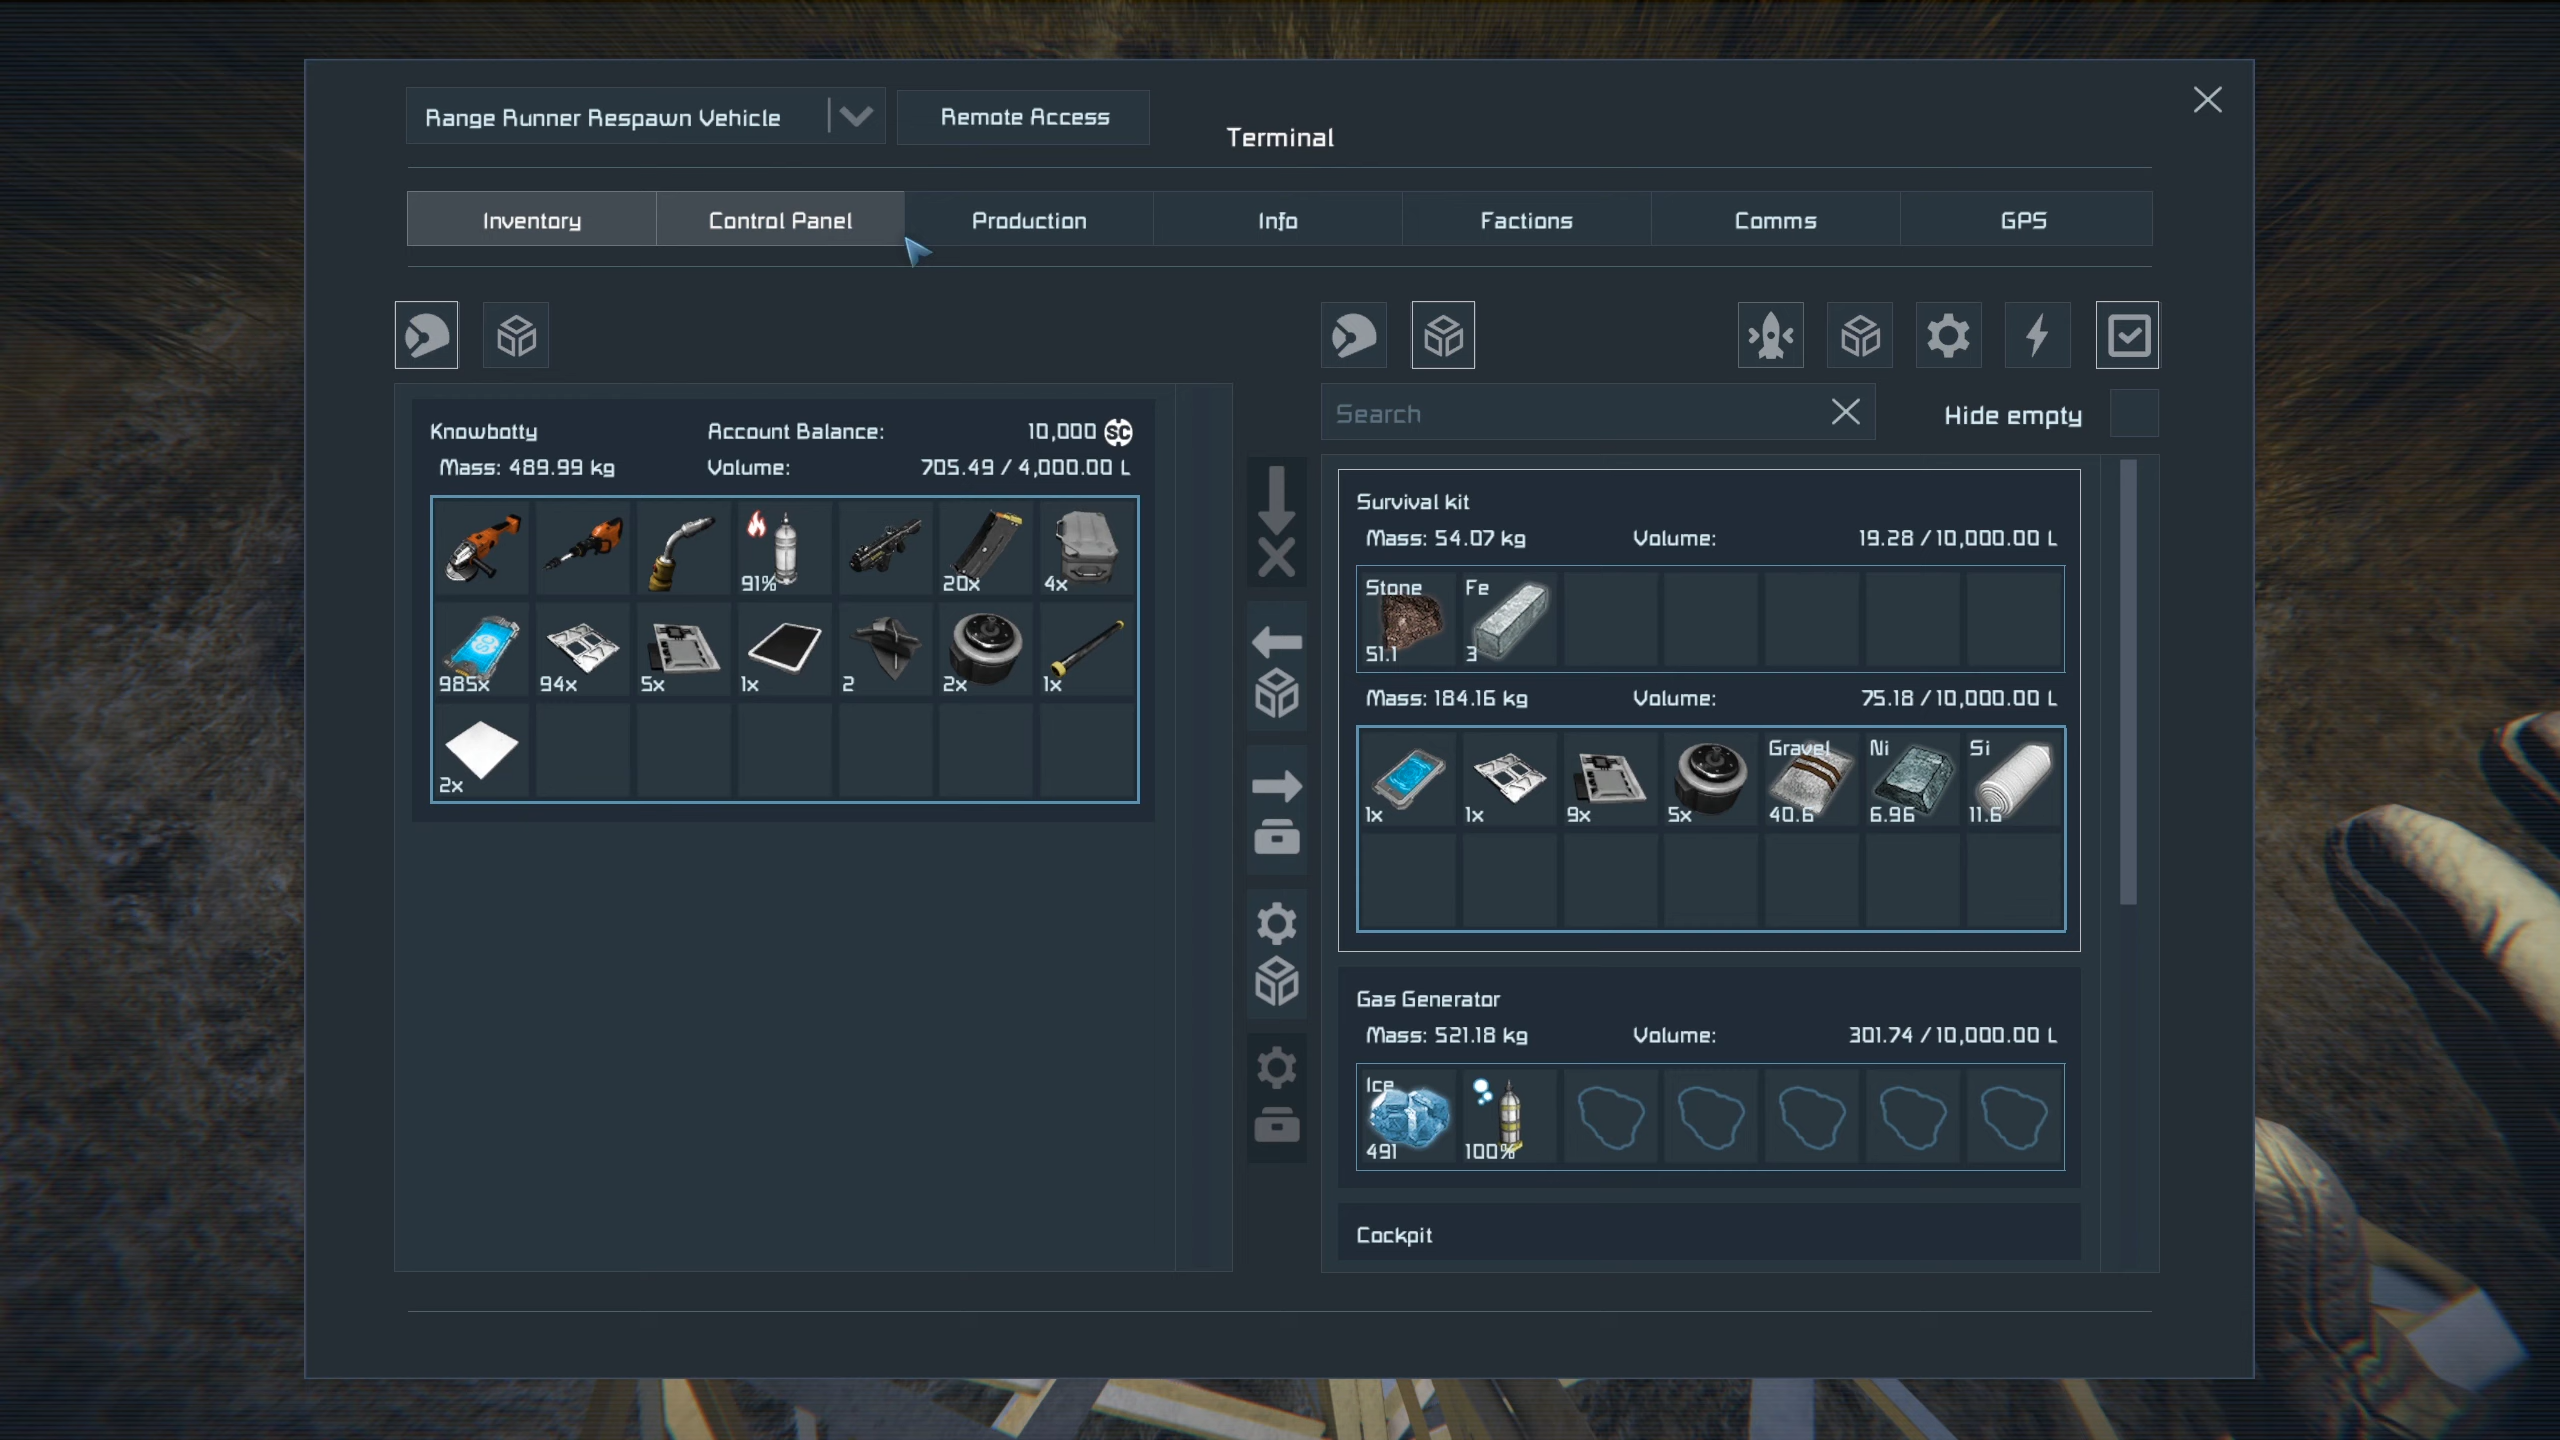 Range Runner Respawn Vehicle
Remote Access
Terminal
Inventory
Control Panel
Production
Info
Factions
Comms
GPS
Search
Hide empty
Knowbotty
Account Balance:
10,000 SC
Mass: 489.99 kg
Volume:
705.49 / 4,000.00 L
91%
20x
4x
985x
94x
5x
1x
2
2x
1x
2x
Survival kit
Mass: 54.07 kg
Volume:
19.28 / 10,000.00 L
Stone
Fe
51.1
3
Mass: 184.16 kg
Volume:
75.18 / 10,000.00 L
Gravel
Ni
Si
1x
1x
9x
5x
40.6
6.96
11.6
Gas Generator
Mass: 521.18 kg
Volume:
301.74 / 10,000.00 L
Ice
491
100%
Cockpit